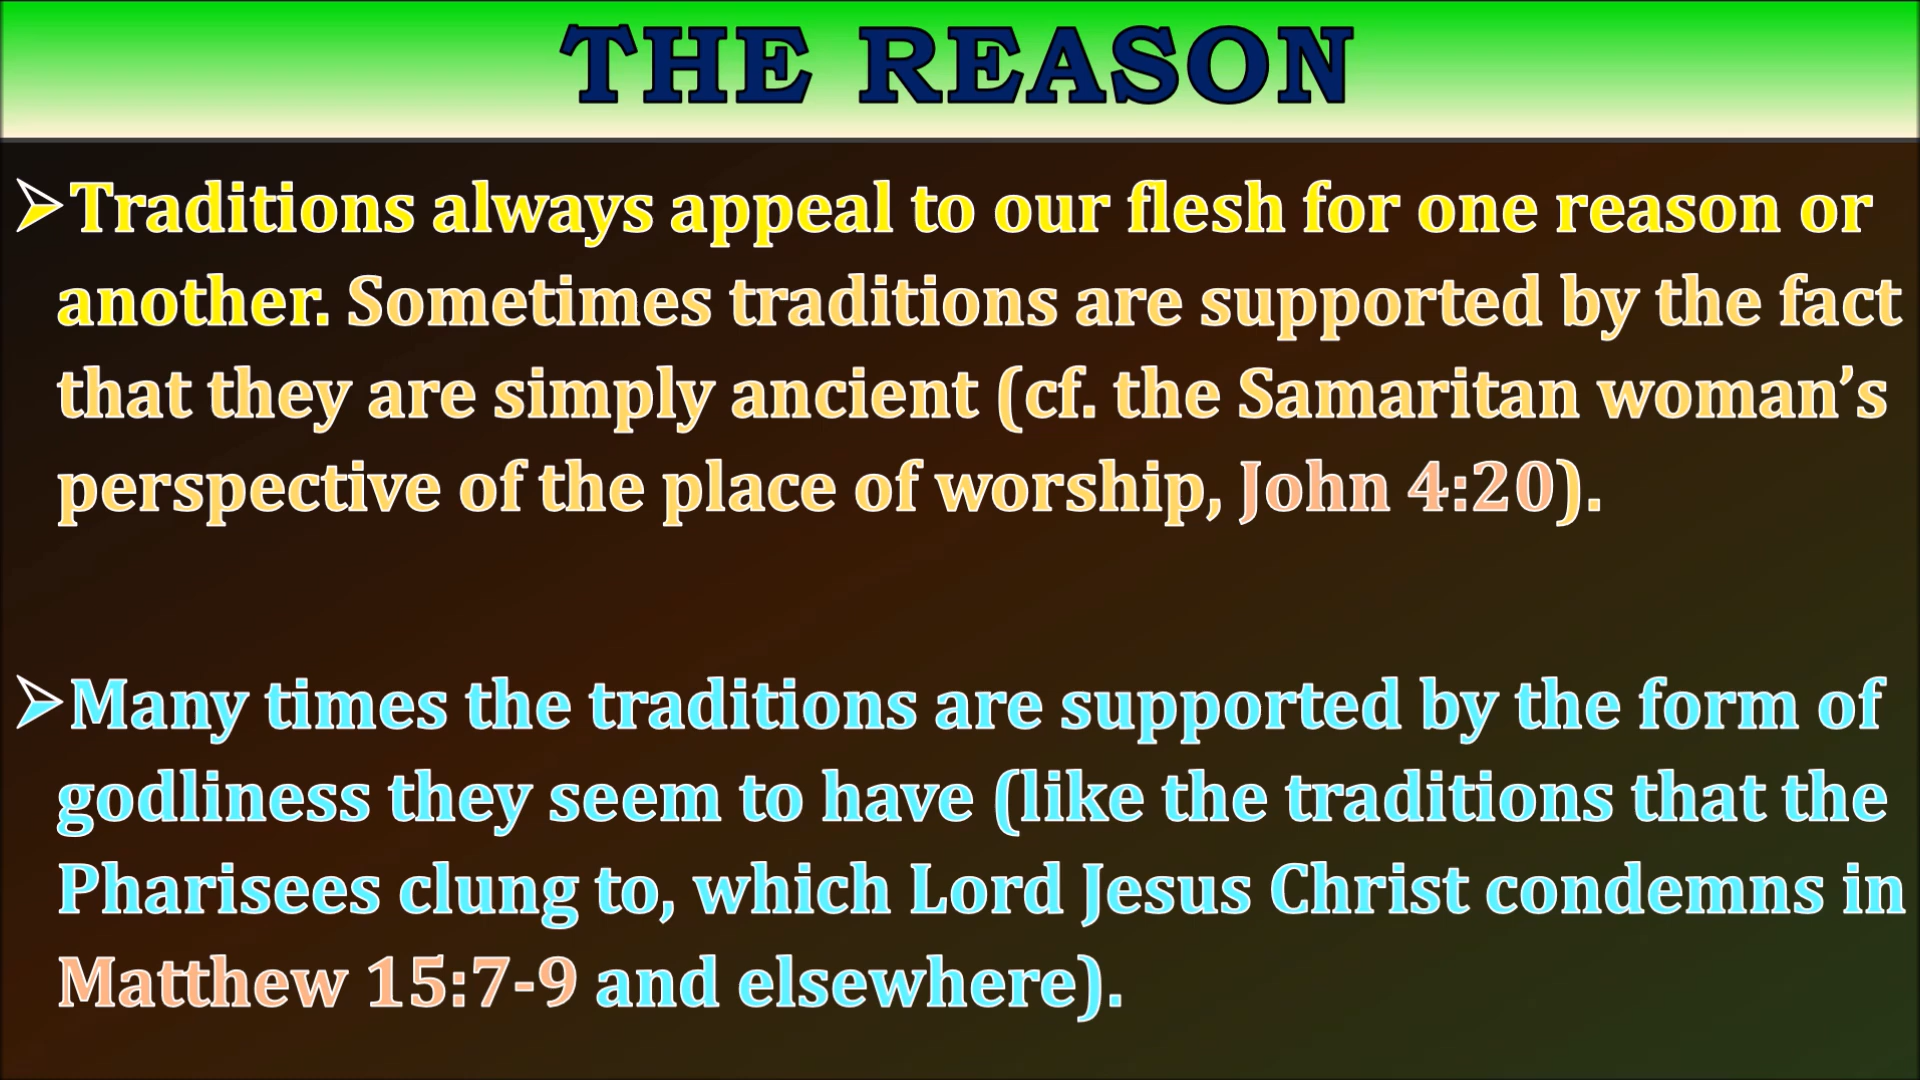 THE REASON
➢Traditions always appeal to our flesh for one reason or
another. Sometimes traditions are supported by the fact
that they are simply ancient (cf. the Samaritan woman’s
perspective of the place of worship, John 4:20).
➢Many times the traditions are supported by the form of
godliness they seem to have (like the traditions that the
Pharisees clung to, which Lord Jesus Christ condemns in
Matthew 15:7-9 and elsewhere).